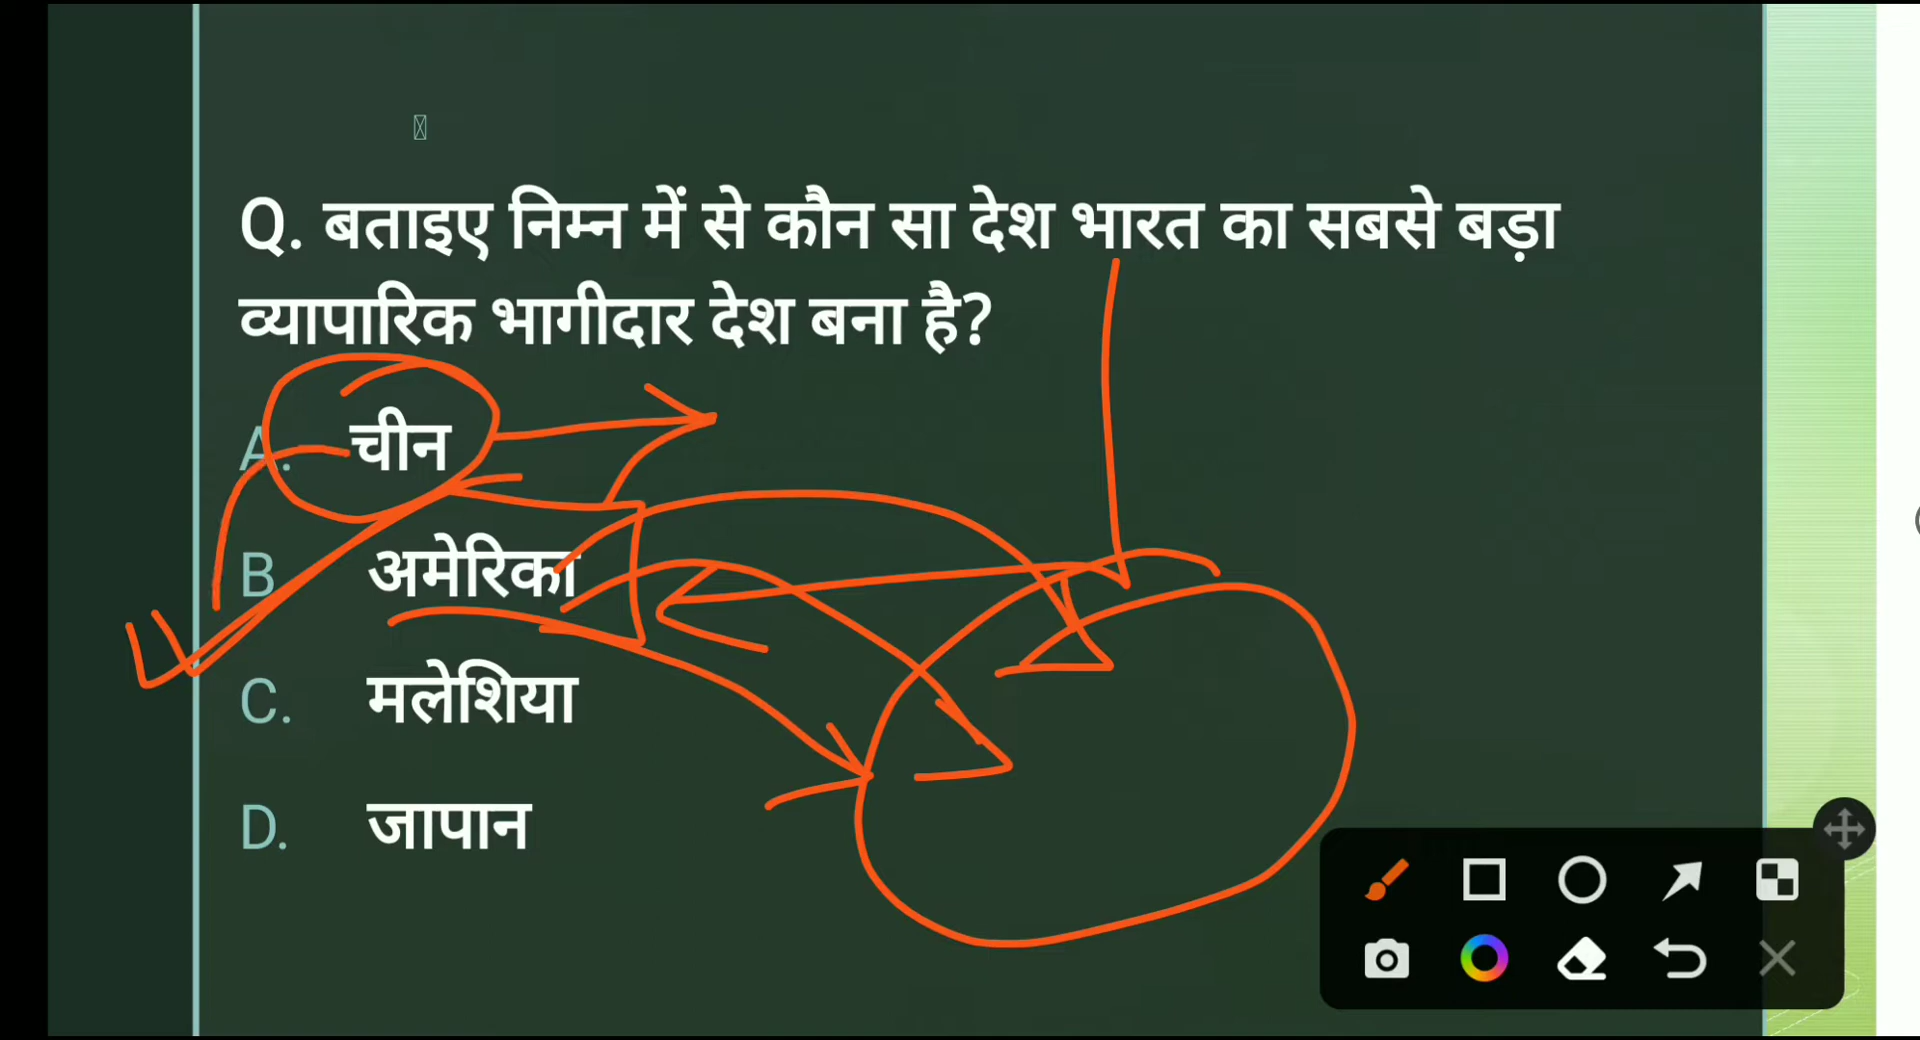 Q. बताइए निम्न में से कौन सा देश भारत का सबसे बड़ा
व्यापारिक भागीदार देश बना है?
A. चीन
B. अमेरिका
C. मलेशिया
D. जापान